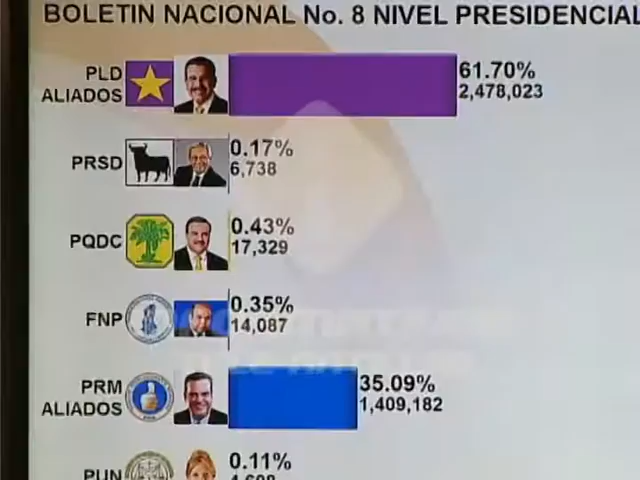 BOLETIN NACIONAL No. 8 NIVEL PRESIDENCIAL
PLD
ALIADOS
61.70%
2,478,023
PRSD
0.17%
6,738
PQDC
0.43%
17,329
FNP
0.35%
14,087
PRM
ALIADOS
35.09%
1,409,182
PUN
0.11%